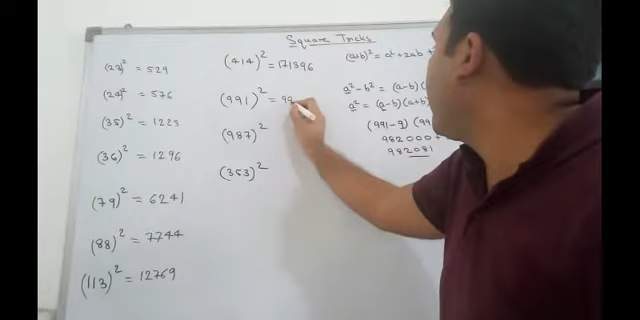 Square Tricks
(23)² = 529
(24)² = 576
(35)² = 1225
(36)² = 1296
(79)² = 6241
(88)² = 7744
(113)² = 12769
(414)² = 171396
(991)² = 98
(987)²
(353)²
(a+b)² = a² + 2ab +
a² - b² = (a-b)(
a² = (a-b)(a+b)
(991-9)(99
982000+
982081